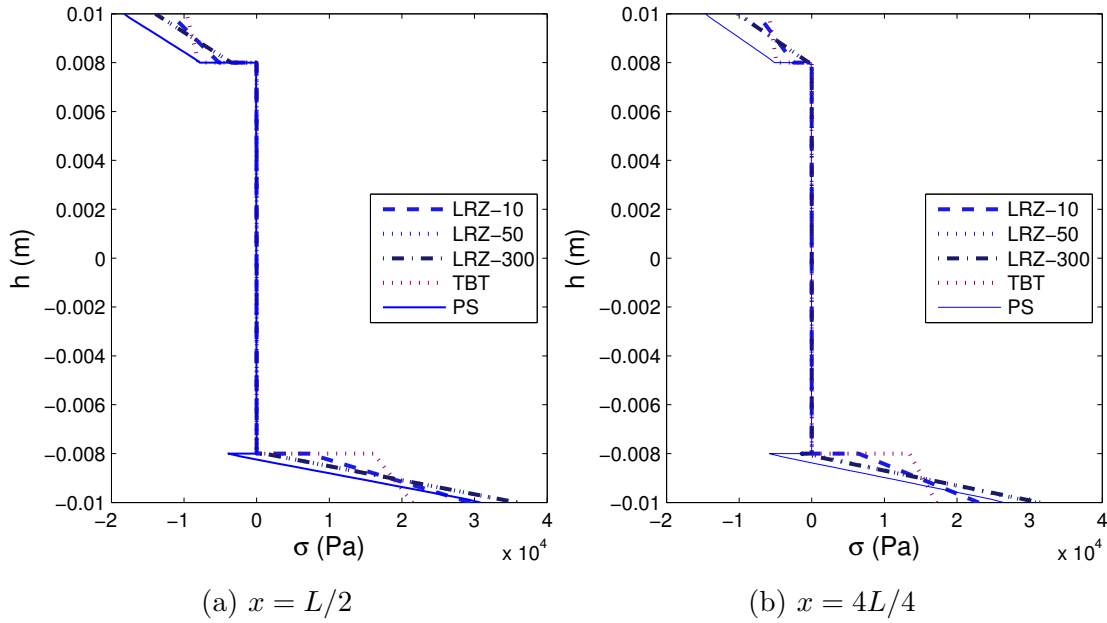 0.01
0.008
0.006
0.004
0.002
0
−0.002
−0.004
−0.006
−0.008
−0.01
h (m)
−2 −1 0 1 2 3 4
x 10^4
σ (Pa)
LRZ−10
LRZ−50
LRZ−300
TBT
PS
(a) x = L/2
0.01
0.008
0.006
0.004
0.002
0
−0.002
−0.004
−0.006
−0.008
−0.01
h (m)
−2 −1 0 1 2 3 4
x 10^4
σ (Pa)
LRZ−10
LRZ−50
LRZ−300
TBT
PS
(b) x = 4L/4